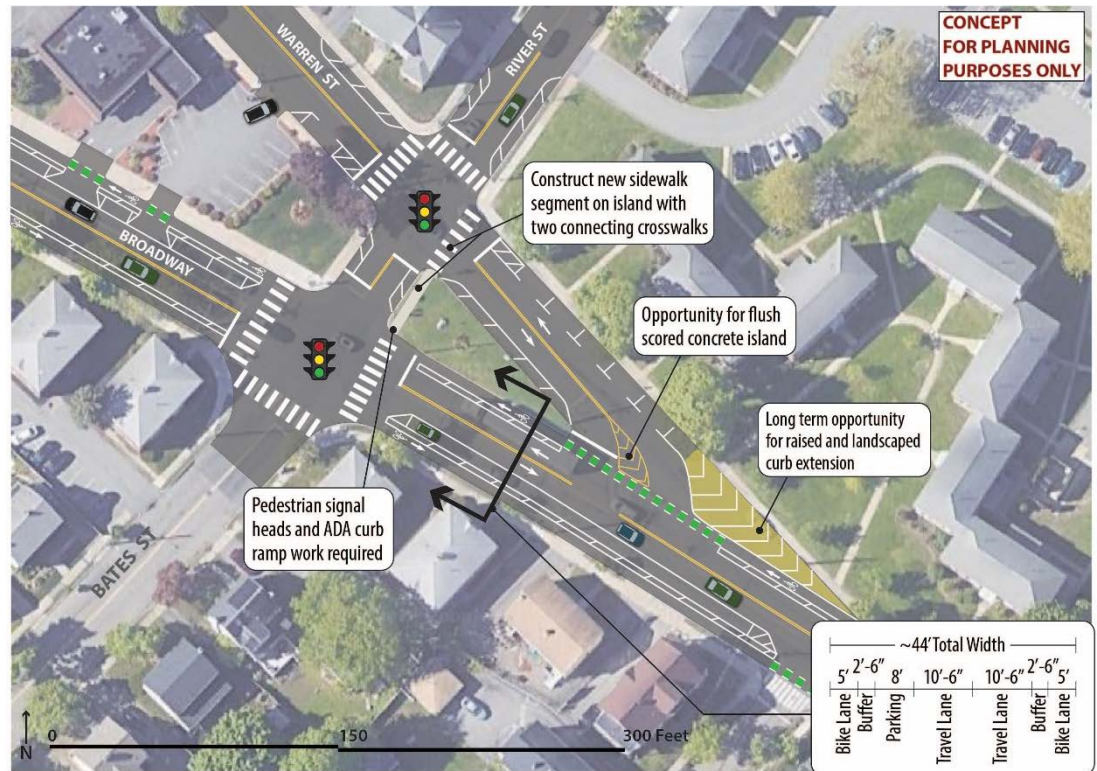 CONCEPT
FOR PLANNING
PURPOSES ONLY
WARREN ST
RIVER ST
Construct new sidewalk
segment on island with
two connecting crosswalks
BROADWAY
Opportunity for flush
scored concrete island
Long term opportunity
for raised and landscaped
curb extension
Pedestrian signal
heads and ADA curb
ramp work required
BATES ST
~44' Total Width
5' 2'-6" 8' 10'-6" 10'-6" 2'-6" 5'
Bike Lane
Buffer
Parking
Travel Lane
Travel Lane
Buffer
Bike Lane
N
0 150 300 Feet